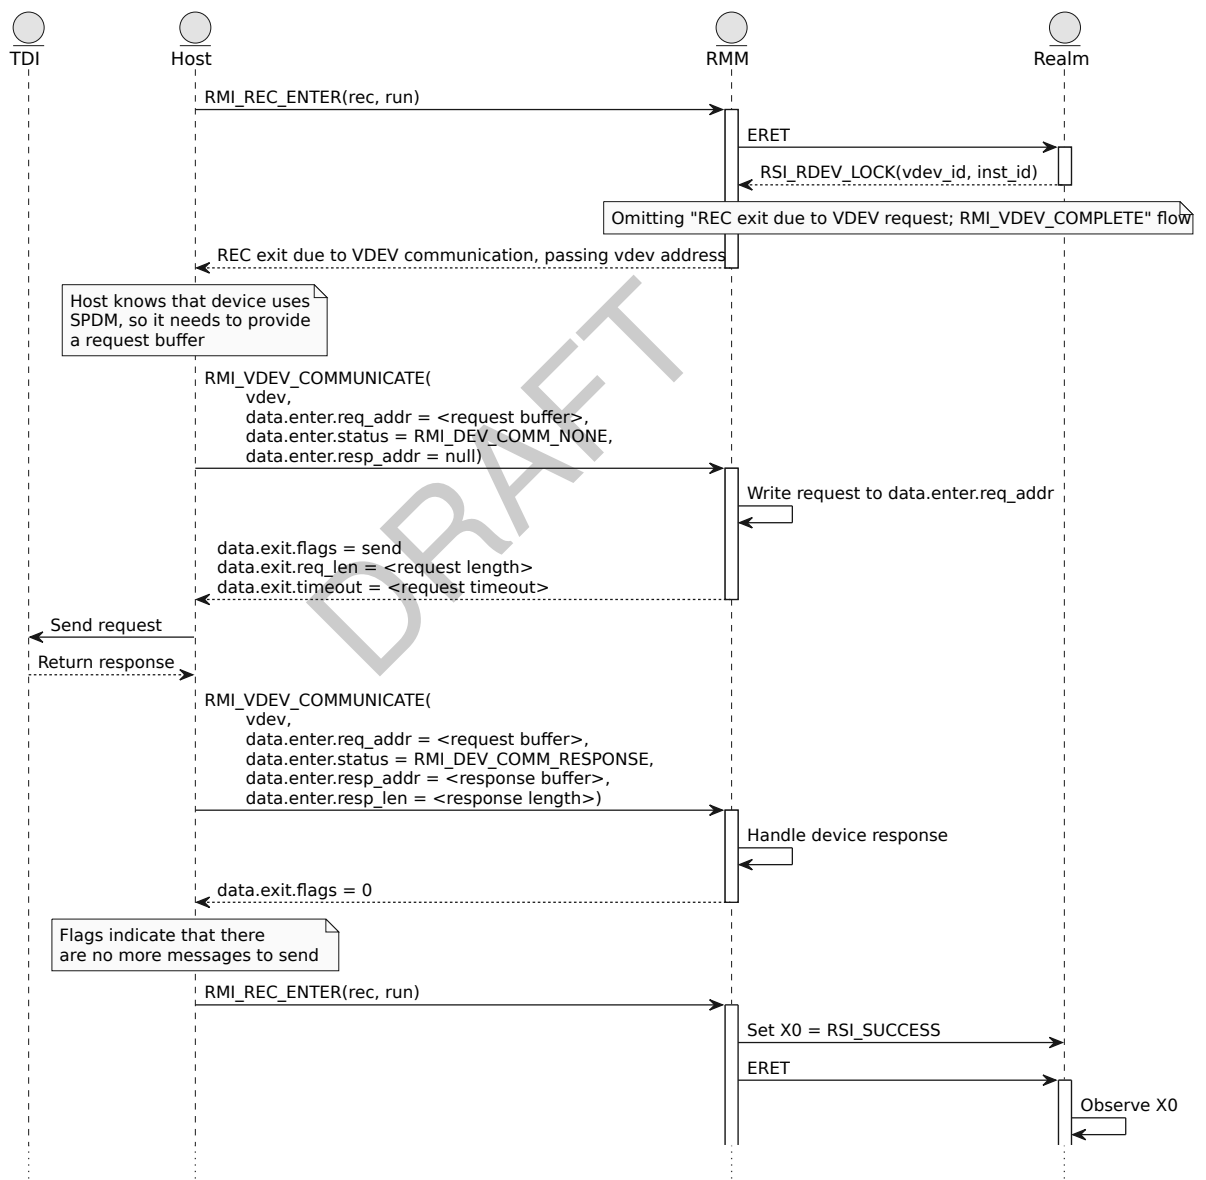 TDI
Host
RMM
Realm
RMI_REC_ENTER(rec, run)
ERET
RSI_RDEV_LOCK(vdev_id, inst_id)
Omitting "REC exit due to VDEV request; RMI_VDEV_COMPLETE" flow
REC exit due to VDEV communication, passing vdev address
Host knows that device uses
SPDM, so it needs to provide
a request buffer
RMI_VDEV_COMMUNICATE(
vdev,
data.enter.req_addr = <request buffer>,
data.enter.status = RMI_DEV_COMM_NONE,
data.enter.resp_addr = null)
Write request to data.enter.req_addr
data.exit.flags = send
data.exit.req_len = <request length>
data.exit.timeout = <request timeout>
Send request
Return response
RMI_VDEV_COMMUNICATE(
vdev,
data.enter.req_addr = <request buffer>,
data.enter.status = RMI_DEV_COMM_RESPONSE,
data.enter.resp_addr = <response buffer>,
data.enter.resp_len = <response length>)
Handle device response
data.exit.flags = 0
Flags indicate that there
are no more messages to send
RMI_REC_ENTER(rec, run)
Set X0 = RSI_SUCCESS
ERET
Observe X0
DRAFT